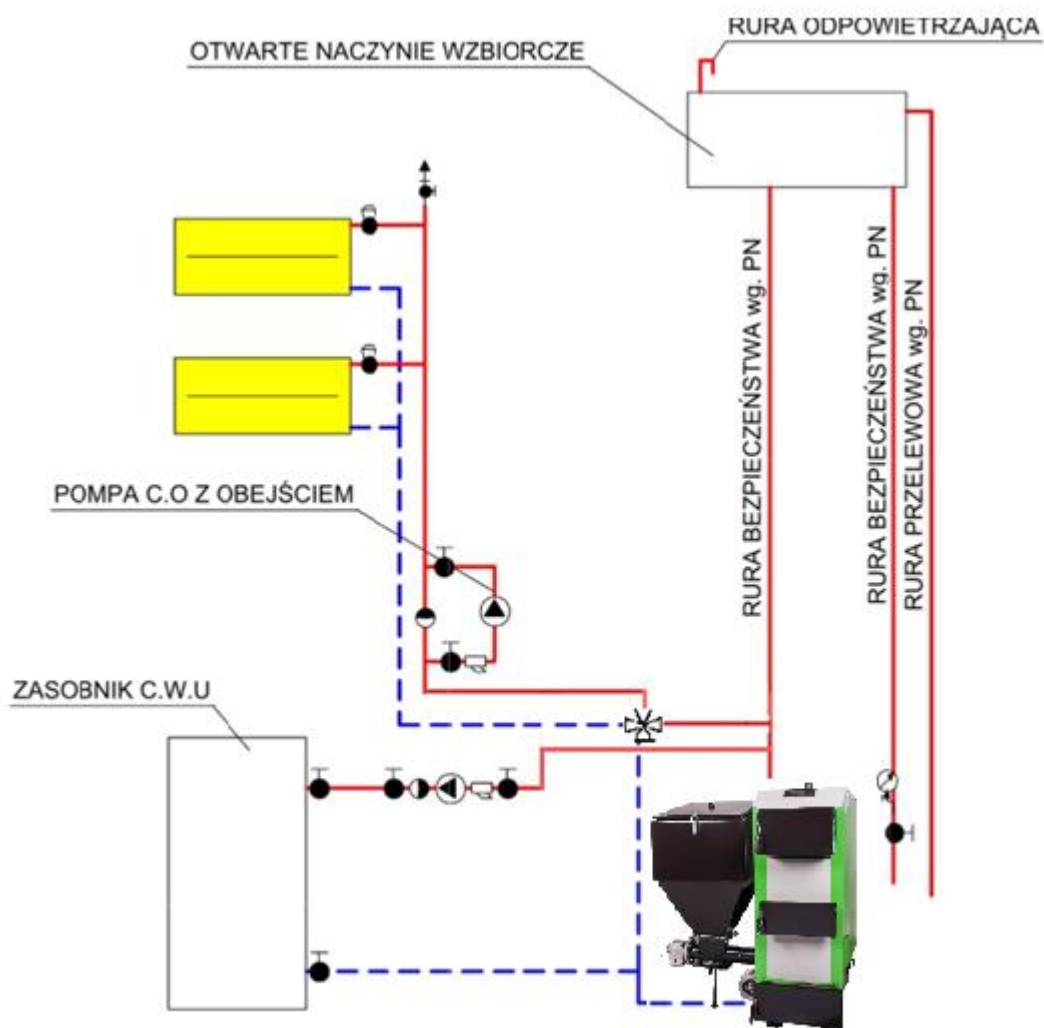 RURA ODPOWIETRZAJĄCA
OTWARTE NACZYNIE WZBIORCZE
RURA BEZPIECZEŃSTWA wg. PN
RURA BEZPIECZEŃSTWA wg. PN
RURA PRZELEWOWA wg. PN
POMPA C.O Z OBEJŚCIEM
ZASOBNIK C.W.U